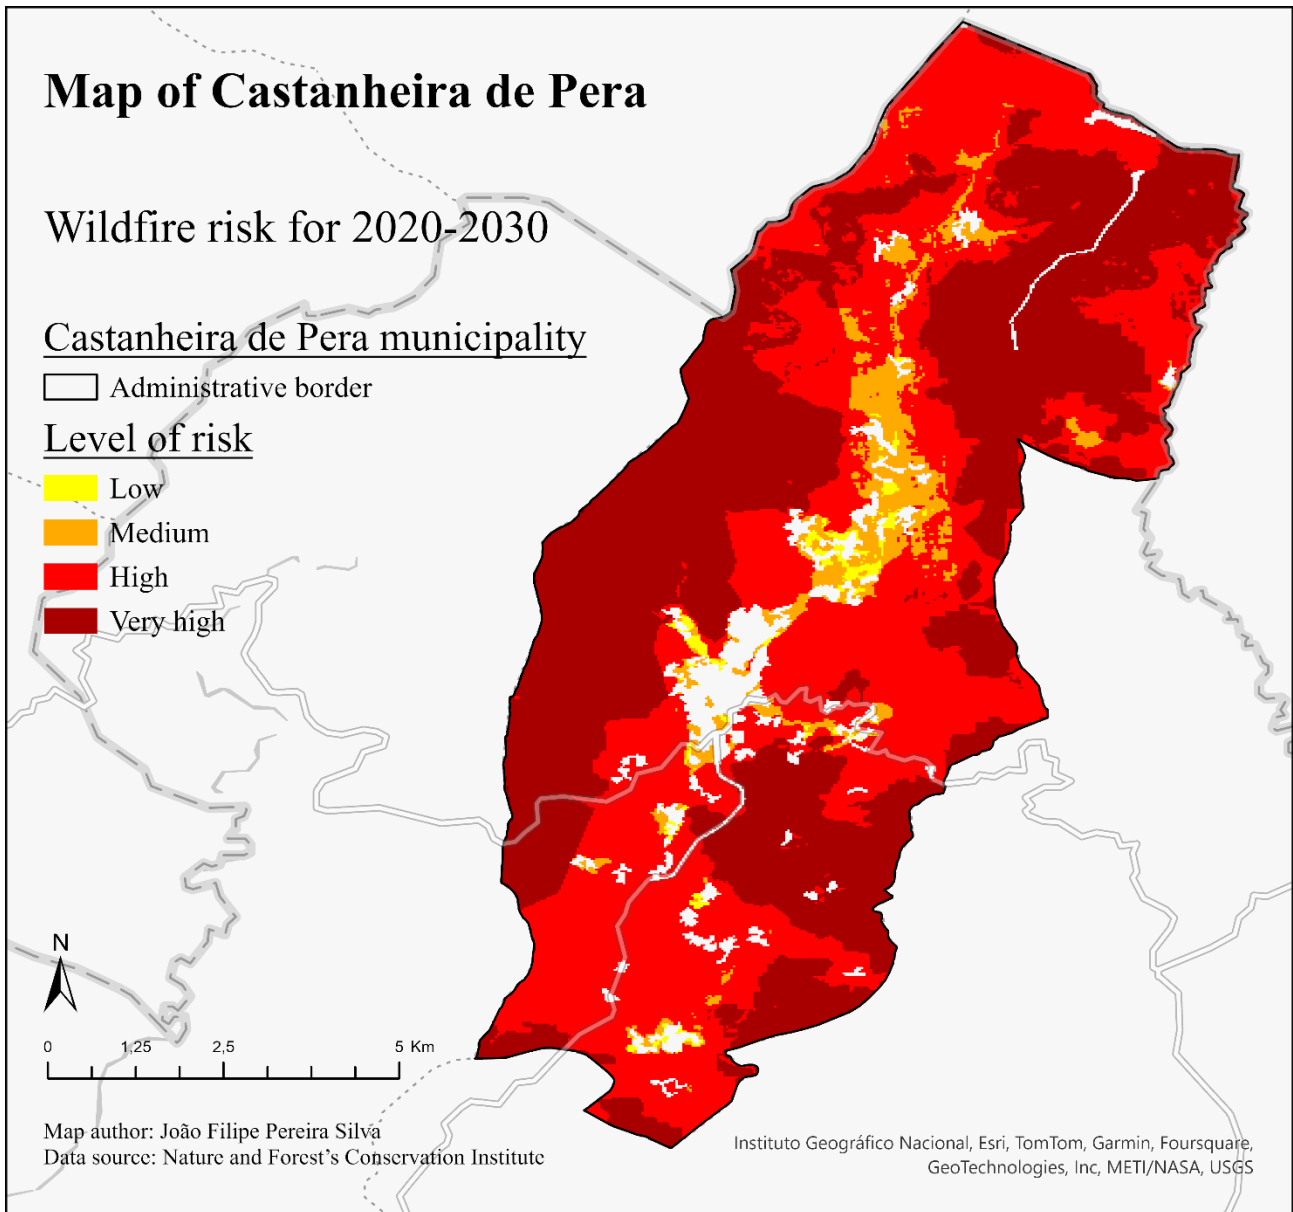 Map of Castanheira de Pera
Wildfire risk for 2020-2030
Castanheira de Pera municipality
Administrative border
Level of risk
Low
Medium
High
Very high
N
0 1,25 2,5 5 Km
Map author: João Filipe Pereira Silva
Data source: Nature and Forest's Conservation Institute
Instituto Geográfico Nacional, Esri, TomTom, Garmin, Foursquare,
GeoTechnologies, Inc, METI/NASA, USGS